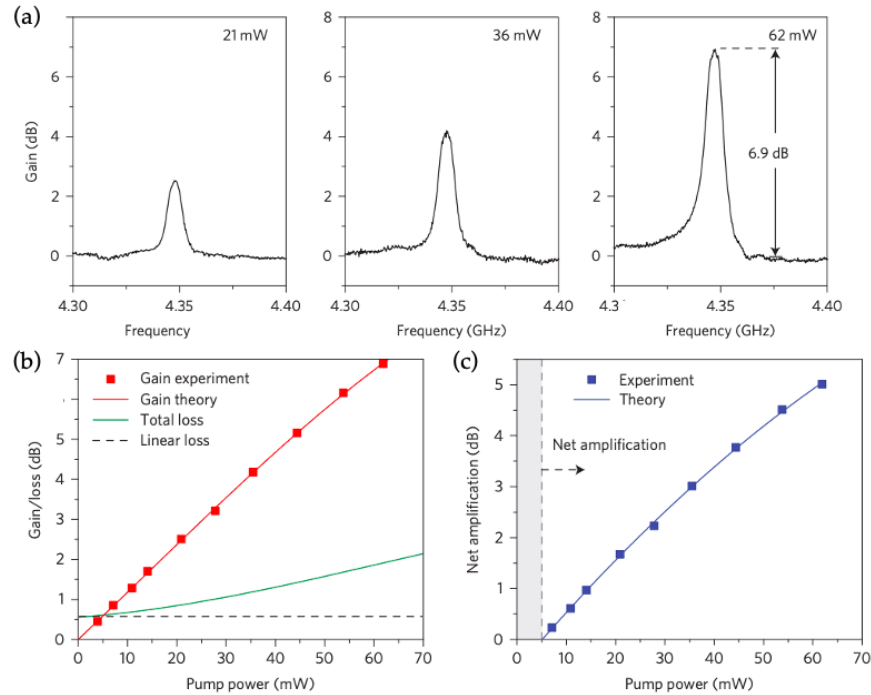 (a)
21 mW
8
36 mW
8
62 mW
Gain (dB)
6
4
2
0
6
4
2
0
6.9 dB
4.30
4.35
4.40
4.30
4.35
4.40
4.3
4.35
4.40
Frequency
Frequency (GHz)
Frequency (GHz)
(b)
7
Gain experiment
Gain theory
Total loss
Linear loss
Gain/loss (dB)
6
5
4
3
2
1
0
0
10
20
30
40
50
60
70
Pump power (mW)
(c)
Experiment
Theory
Net amplification
Net amplification (dB)
5
4
3
2
1
0
0
10
20
30
40
50
60
70
Pump power (mW)